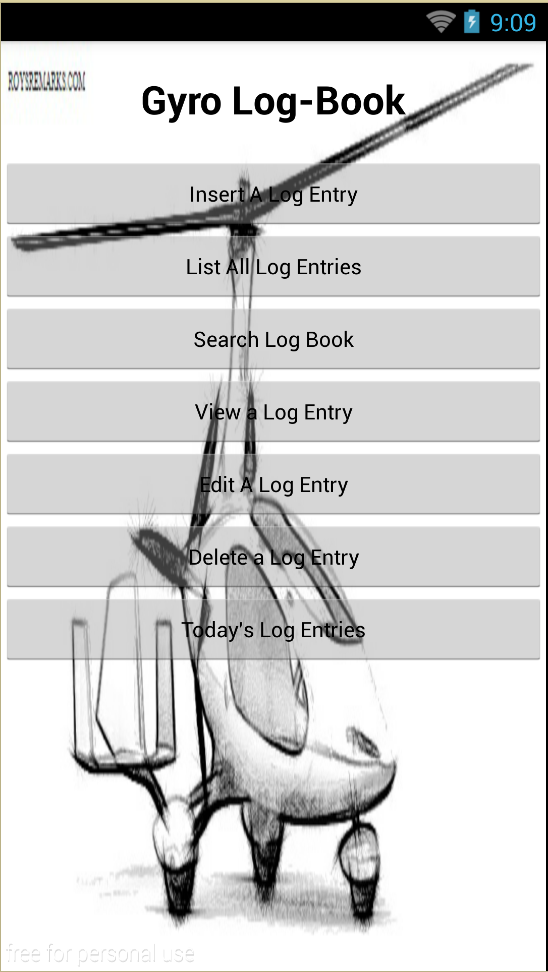 9:09
ROYSREMARKS.COM
Gyro Log-Book
Insert A Log Entry
List All Log Entries
Search Log Book
View a Log Entry
Edit A Log Entry
Delete a Log Entry
Today's Log Entries
free for personal use